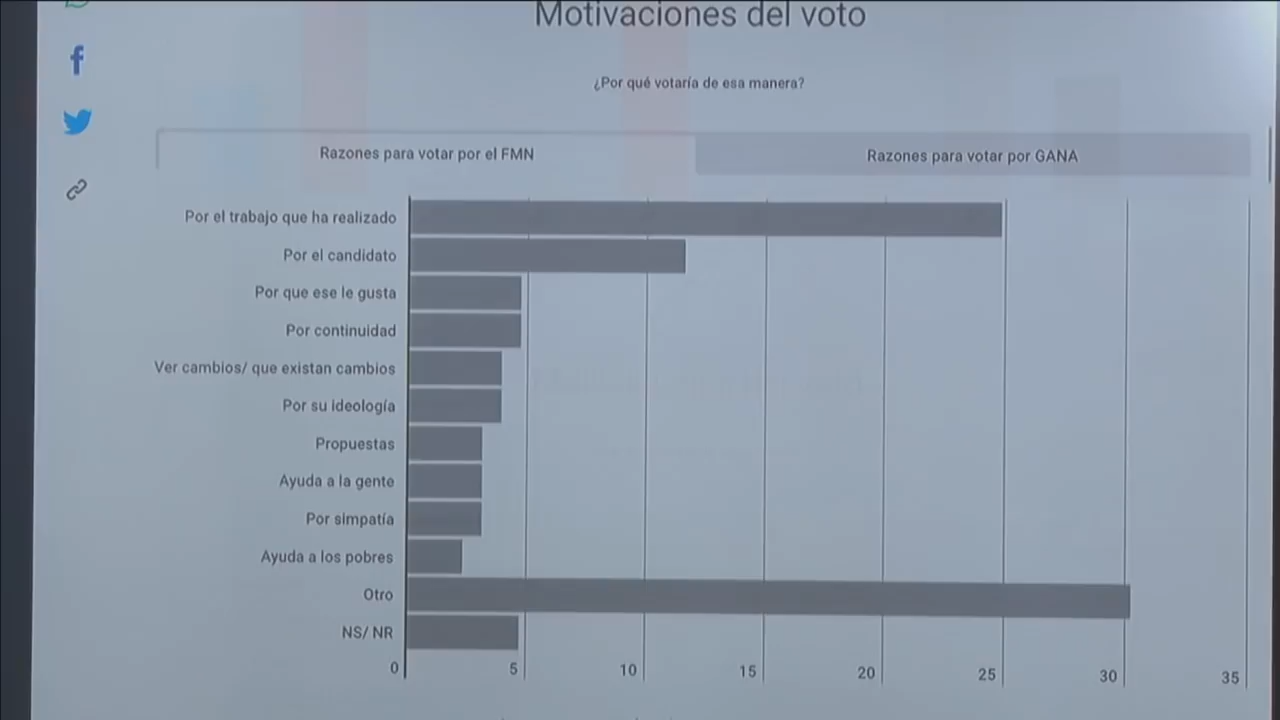 Motivaciones del voto
¿Por qué votaría de esa manera?
Razones para votar por el FMN
Razones para votar por GANA
Por el trabajo que ha realizado
Por el candidato
Por que ese le gusta
Por continuidad
Ver cambios/ que existan cambios
Por su ideología
Propuestas
Ayuda a la gente
Por simpatía
Ayuda a los pobres
Otro
NS/ NR
0 5 10 15 20 25 30 35